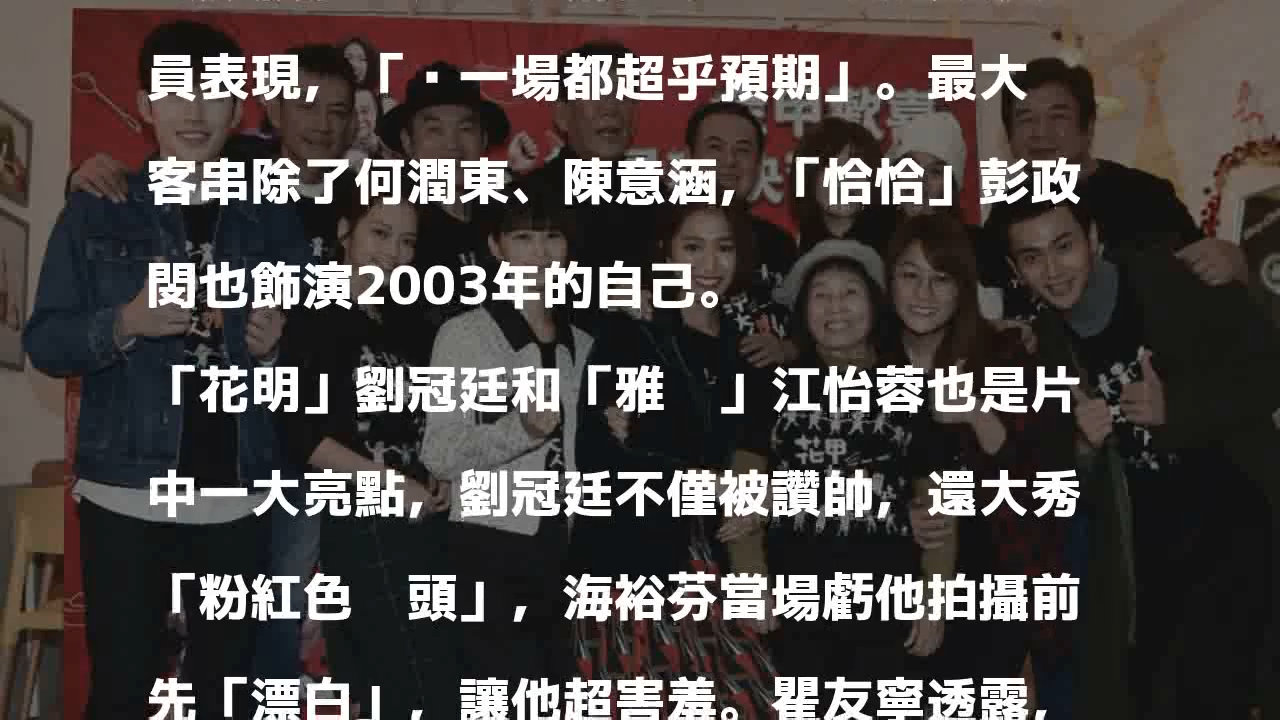 員表現,「‧一場都超乎預期」。最大
客串除了何潤東、陳意涵,「恰恰」彭政
閔也飾演2003年的自己。
「花明」劉冠廷和「雅　」江怡蓉也是片
中一大亮點,劉冠廷不僅被讚帥,還大秀
「粉紅色　頭」,海裕芬當場虧他拍攝前
先「漂白」,讓他超害羞。瞿友寧透露,
花甲